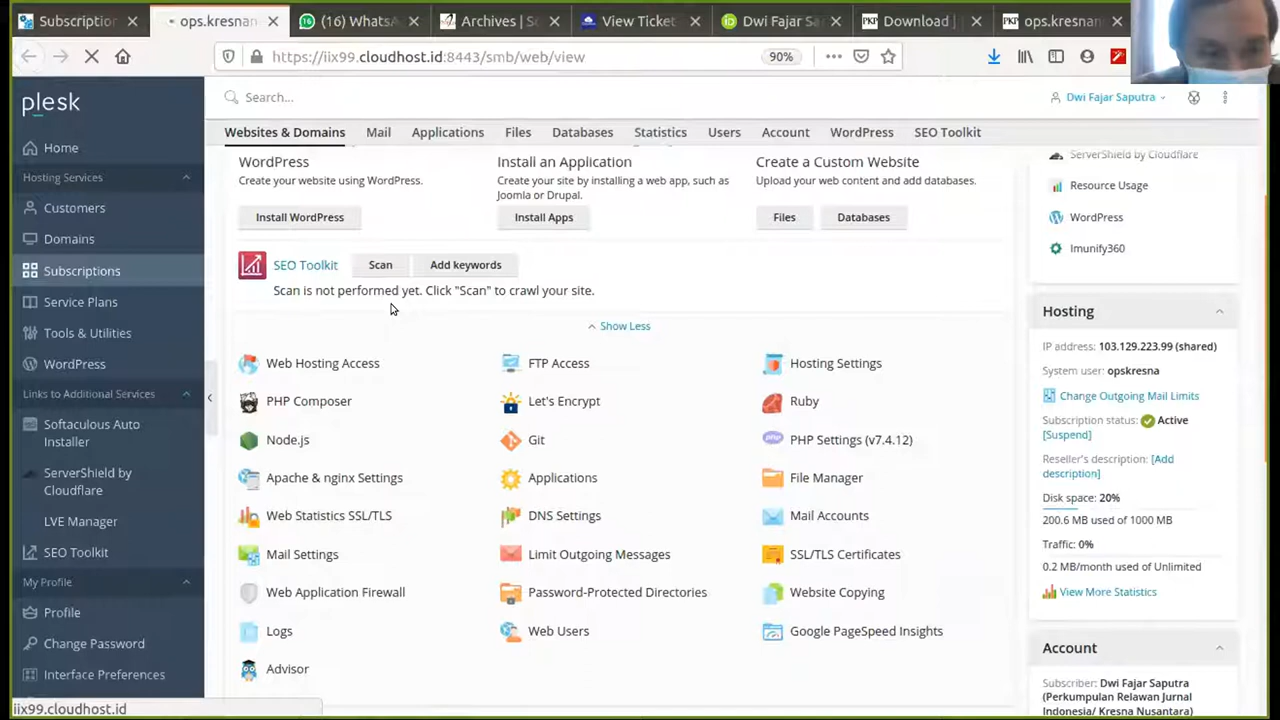 Subscription
ops.kresnan
(16) WhatsA
Archives | Sc
View Ticket
Dwi Fajar Sa
Download |
ops.kresnan
https://iix99.cloudhost.id:8443/smb/web/view
90%
plesk
Search...
Dwi Fajar Saputra
Websites & Domains
Mail
Applications
Files
Databases
Statistics
Users
Account
WordPress
SEO Toolkit
Home
Hosting Services
Customers
Domains
Subscriptions
Service Plans
Tools & Utilities
WordPress
Links to Additional Services
Softaculous Auto
Installer
ServerShield by
Cloudflare
LVE Manager
SEO Toolkit
My Profile
Profile
Change Password
Interface Preferences
WordPress
Create your website using WordPress.
Install WordPress
Install an Application
Create your site by installing a web app, such as
Joomla or Drupal.
Install Apps
Create a Custom Website
Upload your web content and add databases.
Files
Databases
SEO Toolkit
Scan
Add keywords
Scan is not performed yet. Click "Scan" to crawl your site.
Show Less
Web Hosting Access
FTP Access
Hosting Settings
PHP Composer
Let's Encrypt
Ruby
Node.js
Git
PHP Settings (v7.4.12)
Apache & nginx Settings
Applications
File Manager
Web Statistics SSL/TLS
DNS Settings
Mail Accounts
Mail Settings
Limit Outgoing Messages
SSL/TLS Certificates
Web Application Firewall
Password-Protected Directories
Website Copying
Logs
Web Users
Google PageSpeed Insights
Advisor
ServerShield by Cloudflare
Resource Usage
WordPress
Imunify360
Hosting
IP address: 103.129.223.99 (shared)
System user: opskresna
Change Outgoing Mail Limits
Subscription status: Active
[Suspend]
Reseller's description: [Add
description]
Disk space: 20%
200.6 MB used of 1000 MB
Traffic: 0%
0.2 MB/month used of Unlimited
View More Statistics
Account
Subscriber: Dwi Fajar Saputra
(Perkumpulan Relawan Jurnal
Indonesia/ Kresna Nusantara)
iix99.cloudhost.id